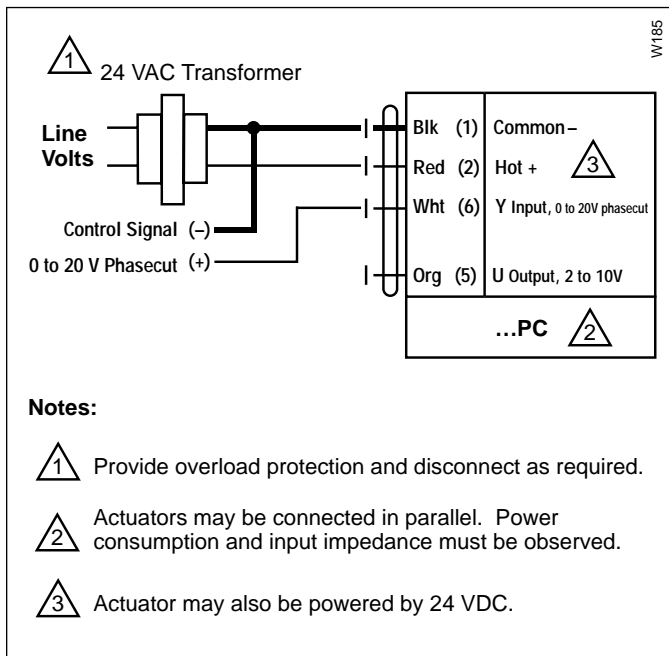 W185
1 24 VAC Transformer
Line
Volts
Blk (1) Common –
Red (2) Hot + 3
Wht (6) Y Input, 0 to 20V phasecut
Control Signal (–)
0 to 20 V Phasecut (+)
Org (5) U Output, 2 to 10V
...PC 2
Notes:
1 Provide overload protection and disconnect as required.
2 Actuators may be connected in parallel. Power
consumption and input impedance must be observed.
3 Actuator may also be powered by 24 VDC.